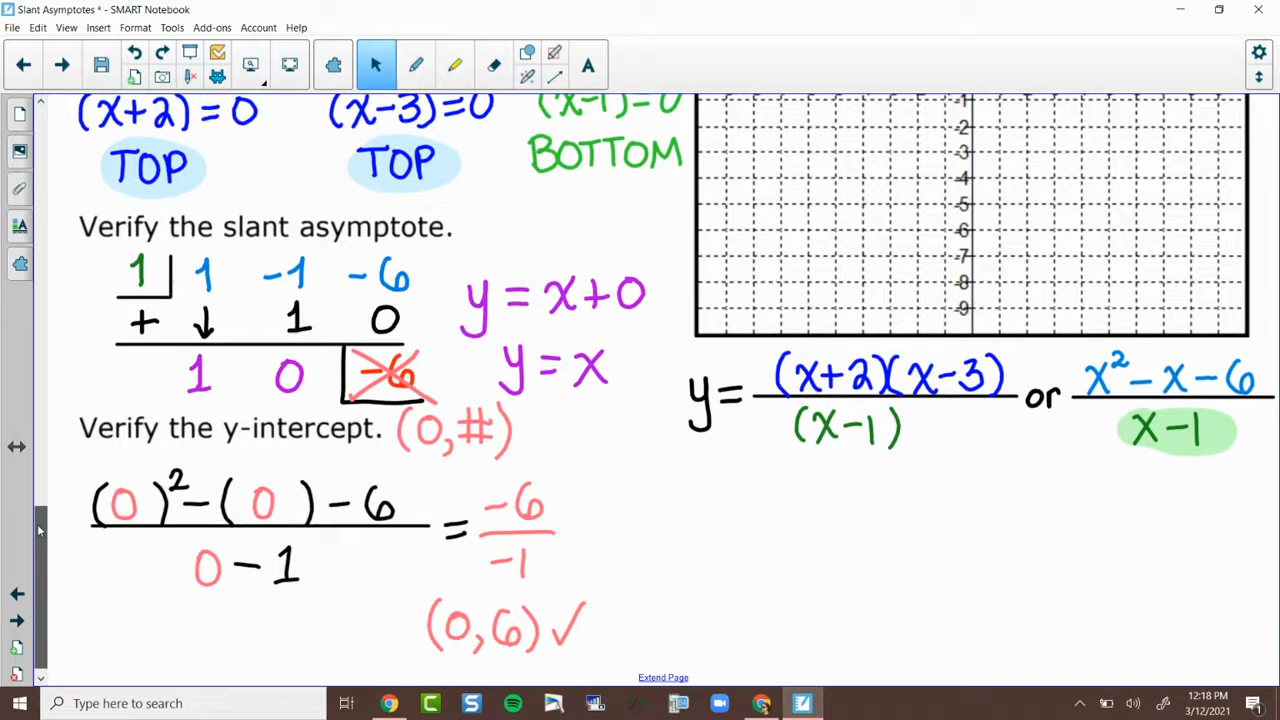 Slant Asymptotes * - SMART Notebook
File Edit View Insert Format Tools Add-ons Help
(x+2)=0 (x-3)=0 (x-1)=0
TOP TOP BOTTOM
-1
-2
-3
-4
-5
-6
-7
-8
-9
Verify the slant asymptote.
1 1 -1 -6
+ ↓ 1 0
1 0 -6
y = x+0
y = x
y = (x+2)(x-3) or x²-x-6
(x-1) x-1
Verify the y-intercept. (0,#)
(0)²-(0)-6 = -6
0-1 -1
(0,6) ✓
Extend Page
Type here to search
12:18 PM
3/12/2021